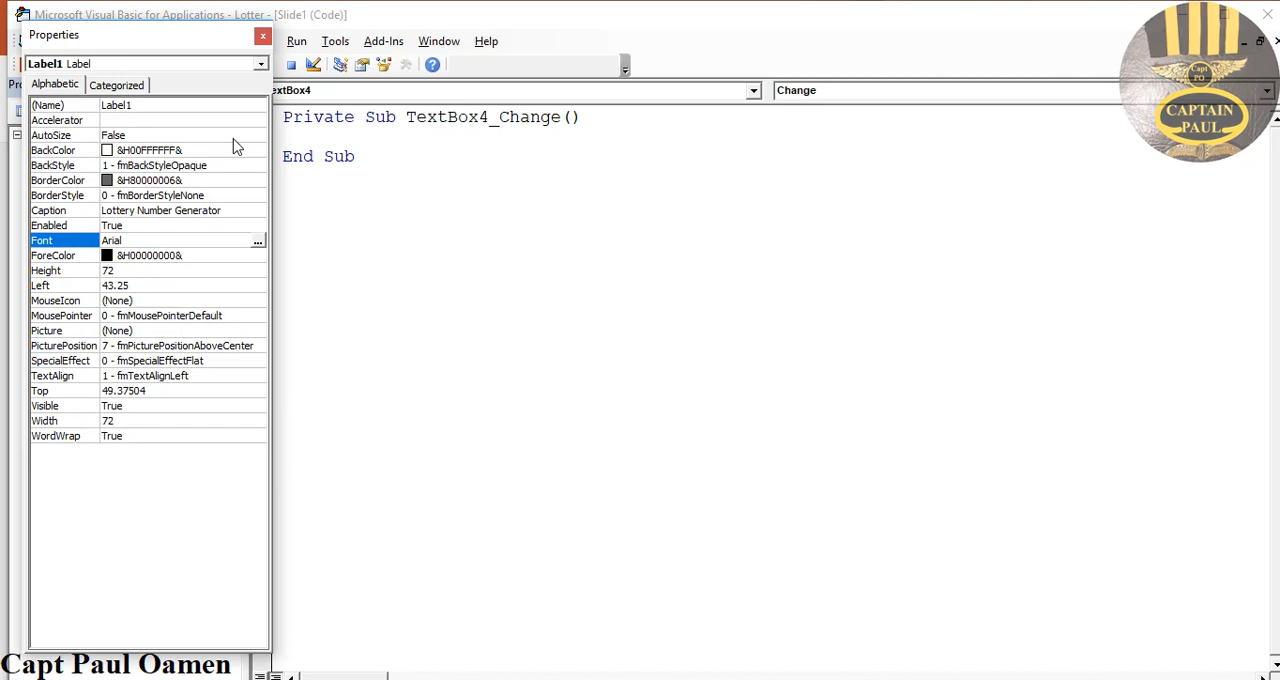 Microsoft Visual Basic for Applications - Lotter - [Slide1 (Code)]
Properties
Run Tools Add-Ins Window Help
Label1 Label
Alphabetic Categorized
extBox4 Change
(Name) Label1
Accelerator
AutoSize False
BackColor &H00FFFFFF&
BackStyle 1 - fmBackStyleOpaque
BorderColor &H80000006&
BorderStyle 0 - fmBorderStyleNone
Caption Lottery Number Generator
Enabled True
Font Arial ...
ForeColor &H00000000&
Height 72
Left 43.25
MouseIcon (None)
MousePointer 0 - fmMousePointerDefault
Picture (None)
PicturePosition 7 - fmPicturePositionAboveCenter
SpecialEffect 0 - fmSpecialEffectFlat
TextAlign 1 - fmTextAlignLeft
Top 49.37504
Visible True
Width 72
WordWrap True
Private Sub TextBox4_Change()
End Sub
Capt
PO
CAPTAIN
PAUL
Capt Paul Oamen